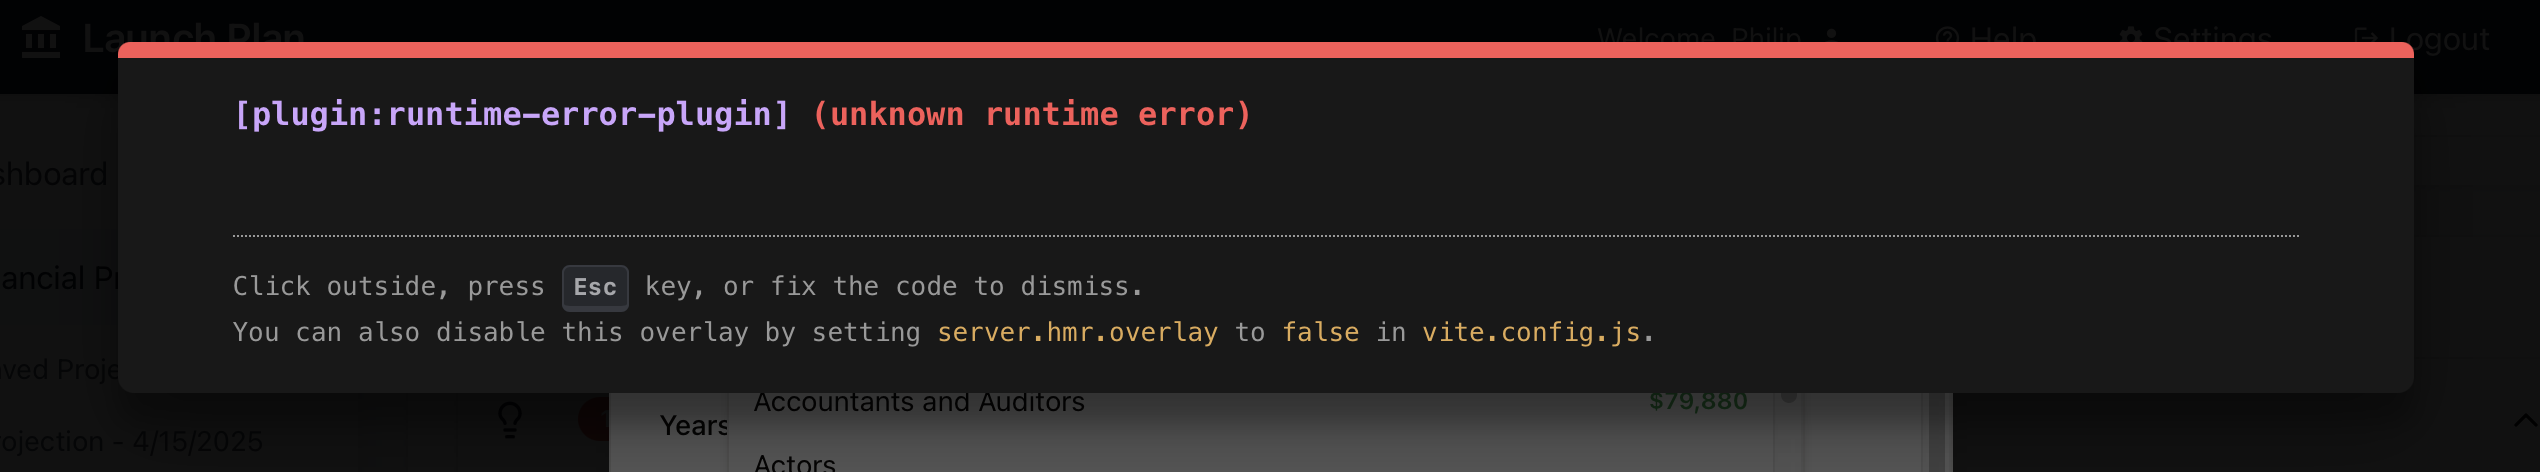 Launch Plan
Welcome, Philip
Help
Settings
Logout
[plugin:runtime-error-plugin] (unknown runtime error)
shboard
ancial Pr
Click outside, press Esc key, or fix the code to dismiss.
You can also disable this overlay by setting server.hmr.overlay to false in vite.config.js.
aved Proje
Accountants and Auditors
$79,880
Years
ojection - 4/15/2025
Actors